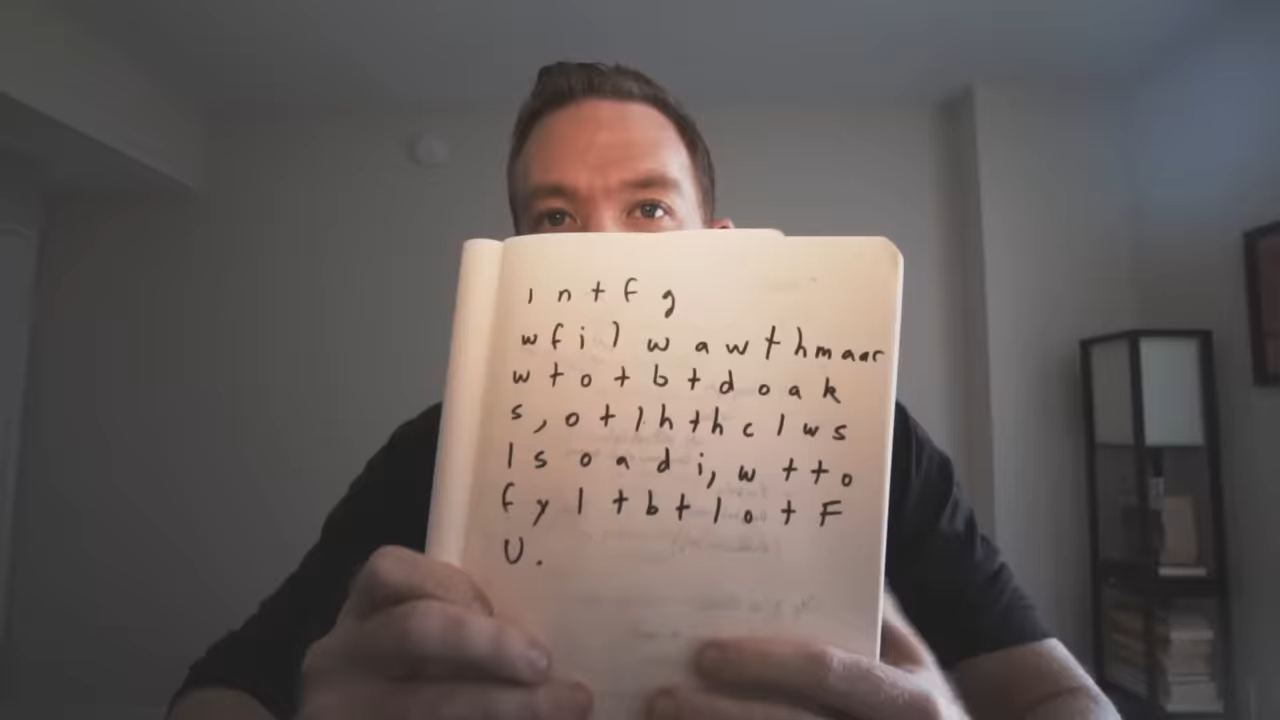 I n t f g
w f i l w a w t h m a a r
w t o t b t d o a k
s, o t l h t h c l w s
l s o a d i, w t t o
f y l t b t l o t F
U.